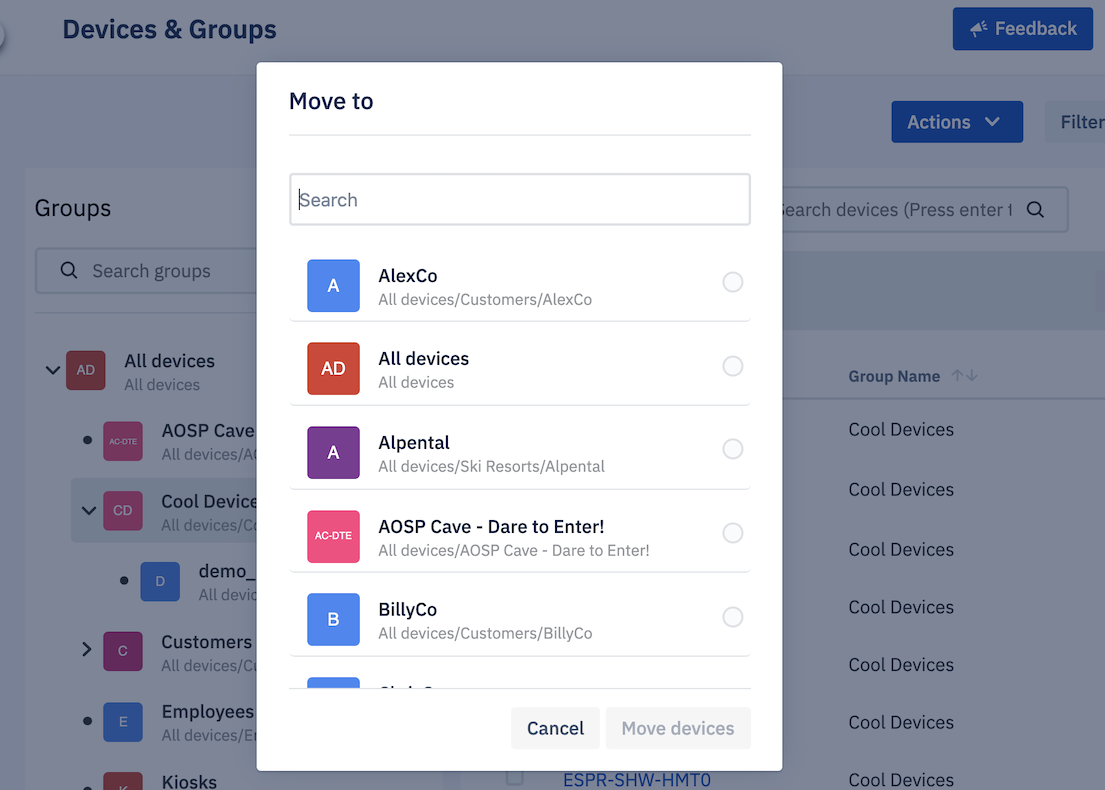 Devices & Groups
Feedback
Actions
Filter
Move to
Search
A
AlexCo
All devices/Customers/AlexCo
AD
All devices
All devices
A
Alpental
All devices/Ski Resorts/Alpental
AC-DTE
AOSP Cave - Dare to Enter!
All devices/AOSP Cave - Dare to Enter!
B
BillyCo
All devices/Customers/BillyCo
Cancel
Move devices
Groups
Search groups
AD
All devices
All devices
AC-DTE
AOSP Cave
All devices/AO
CD
Cool Device
All devices/Co
D
demo_
All devic
C
Customers
All devices/Cu
E
Employees
All devices/Em
K
Kiosks
Search devices (Press enter t
Group Name
Cool Devices
Cool Devices
Cool Devices
Cool Devices
Cool Devices
Cool Devices
ESPR-SHW-HMT0
Cool Devices